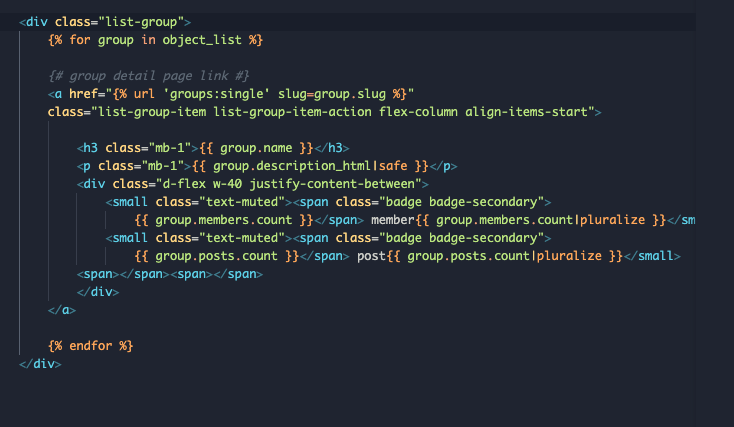 <div class="list-group">
{% for group in object_list %}
{# group detail page link #}
<a href="{% url 'groups:single' slug=group.slug %}"
class="list-group-item list-group-item-action flex-column align-items-start">
<h3 class="mb-1">{{ group.name }}</h3>
<p class="mb-1">{{ group.description_html|safe }}</p>
<div class="d-flex w-40 justify-content-between">
<small class="text-muted"><span class="badge badge-secondary">
{{ group.members.count }}</span> member{{ group.members.count|pluralize }}</sm
<small class="text-muted"><span class="badge badge-secondary">
{{ group.posts.count }}</span> post{{ group.posts.count|pluralize }}</small>
<span></span><span></span>
</div>
</a>
{% endfor %}
</div>